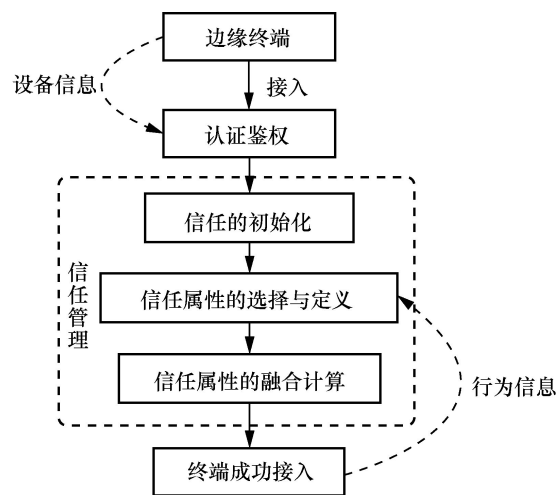 边缘终端
设备信息
接入
认证鉴权
信任的初始化
信任管理
信任属性的选择与定义
信任属性的融合计算
行为信息
终端成功接入